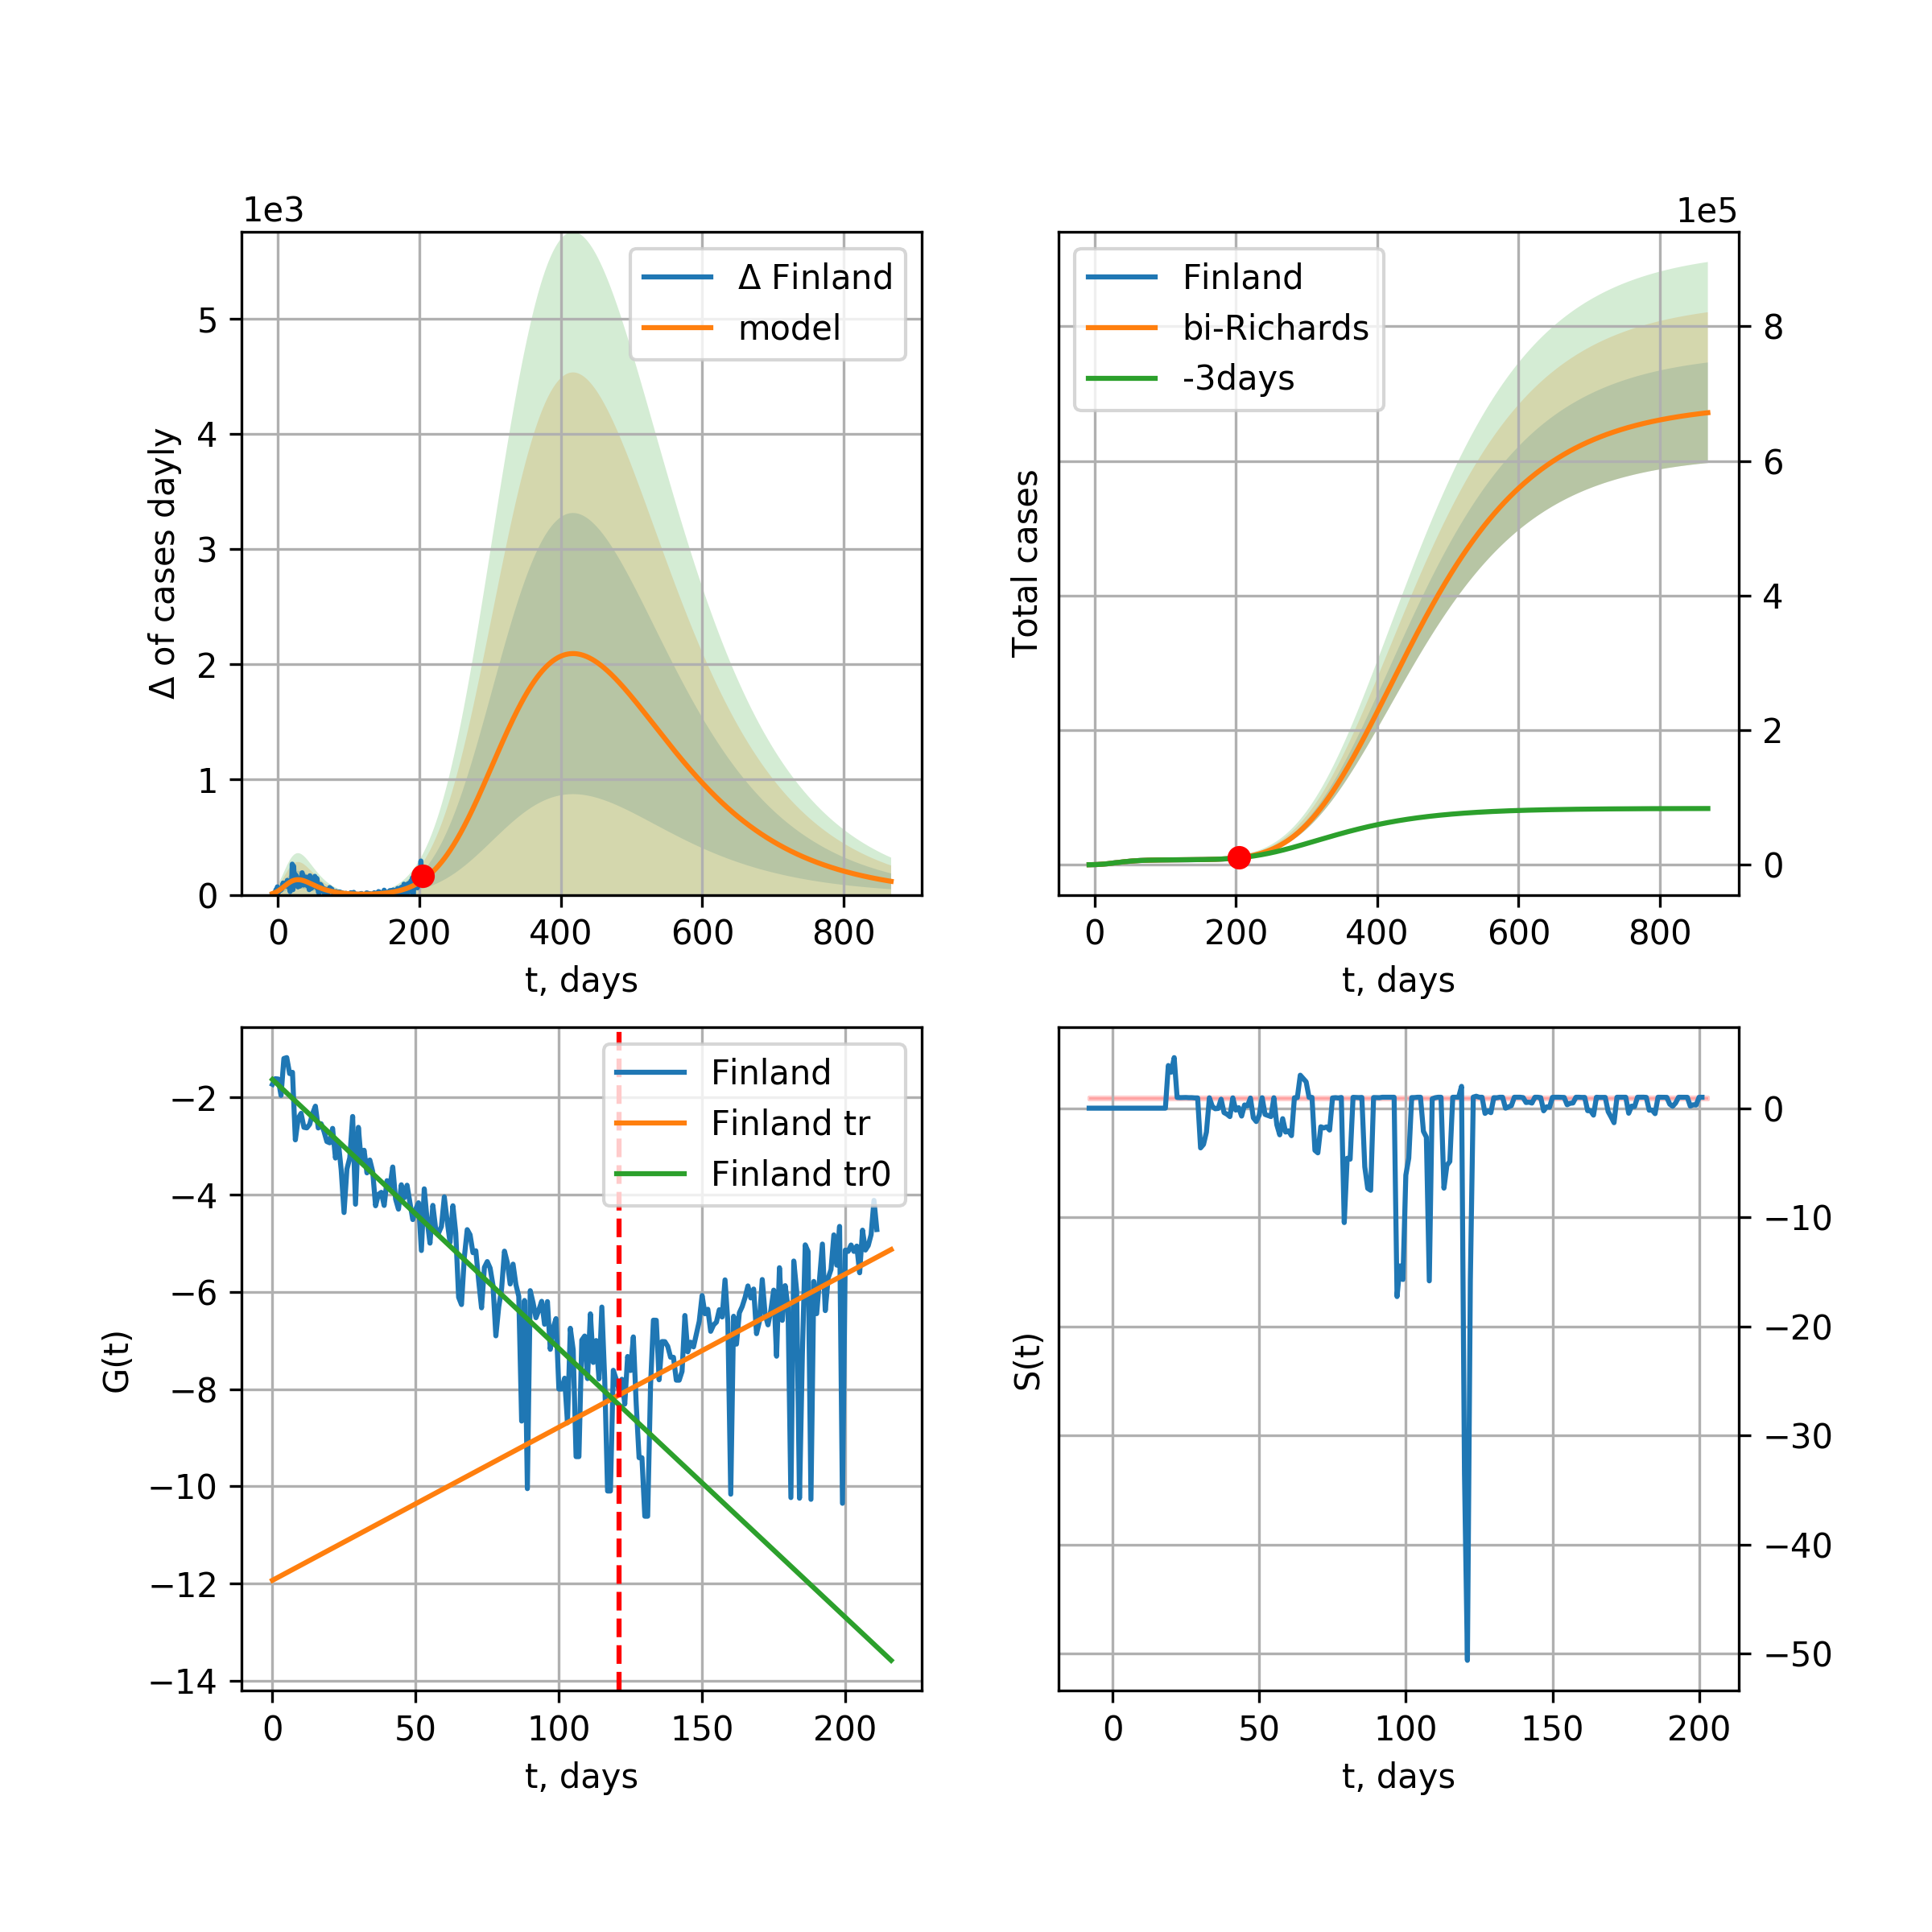 1e3
Δ of cases dayly
5
4
3
2
1
0
0 200 400 600 800
t, days
Δ Finland
model
1e5
Total cases
8
6
4
2
0
0 200 400 600 800
t, days
Finland
bi-Richards
-3days
G(t)
−2
−4
−6
−8
−10
−12
−14
0 50 100 150 200
t, days
Finland
Finland tr
Finland tr0
S(t)
0
−10
−20
−30
−40
−50
0 50 100 150 200
t, days